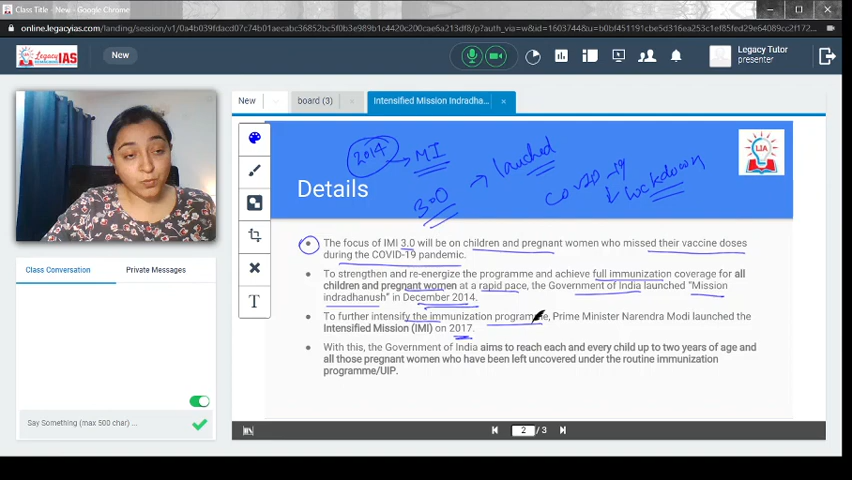 Class Title - New - Google Chrome
online.legacyias.com/landing/session/v1/0a4b039fdacd07c74b01aecabc36852bc5f0b3e989b1c4420c200cae6a213df8/p?auth_via=w&id=1603744&u=b0bf451191cbe5d316ea253c1ef85fed29e64089cc2f172...
Legacy IAS
New
Legacy Tutor
presenter
New
board (3)
Intensified Mission Indradha...
2014 → MI
3.0 → launched
COVID-19
↓ lockdown
LIA
Details
The focus of IMI 3.0 will be on children and pregnant women who missed their vaccine doses
during the COVID-19 pandemic.
To strengthen and re-energize the programme and achieve full immunization coverage for all
children and pregnant women at a rapid pace, the Government of India launched "Mission
indradhanush" in December 2014.
To further intensify the immunization programme, Prime Minister Narendra Modi launched the
Intensified Mission (IMI) on 2017.
With this, the Government of India aims to reach each and every child up to two years of age and
all those pregnant women who have been left uncovered under the routine immunization
programme/UIP.
Class Conversation
Private Messages
Say Something (max 500 char) ...
2 / 3